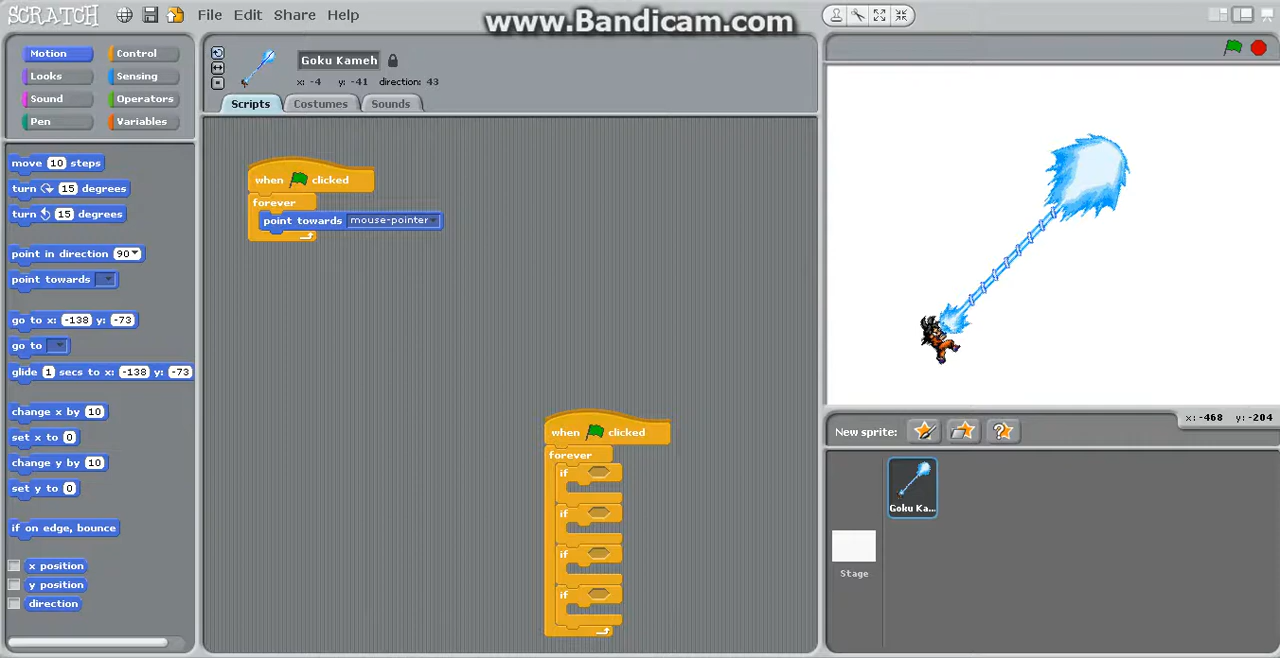 SCRATCH
File Edit Share Help
www.Bandicam.com
Motion Control
Looks Sensing
Sound Operators
Pen Variables
move 10 steps
turn 15 degrees
turn 15 degrees
point in direction 90
point towards
go to x: -138 y: -73
go to
glide 1 secs to x: -138 y: -73
change x by 10
set x to 0
change y by 10
set y to 0
if on edge, bounce
x position
y position
direction
Goku Kameh
x: -4 y: -41 direction: 43
Scripts Costumes Sounds
when clicked
forever
point towards mouse-pointer
when clicked
forever
if
if
if
if
x: -468 y: -204
New sprite:
Goku Ka...
Stage